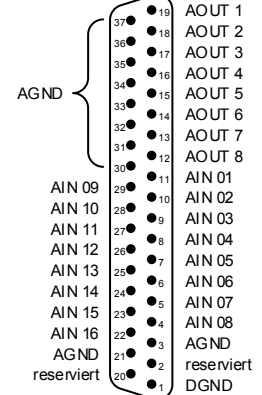 19 AOUT 1
37
18 AOUT 2
36
17 AOUT 3
35
16 AOUT 4
34
AGND
15 AOUT 5
33
14 AOUT 6
32
13 AOUT 7
31
12 AOUT 8
30
11 AIN 01
AIN 09 29
10 AIN 02
AIN 10 28
9 AIN 03
AIN 11 27
8 AIN 04
AIN 12 26
7 AIN 05
AIN 13 25
6 AIN 06
AIN 14 24
5 AIN 07
AIN 15 23
4 AIN 08
AIN 16 22
3 AGND
AGND 21
2 reserviert
reserviert 20
1 DGND